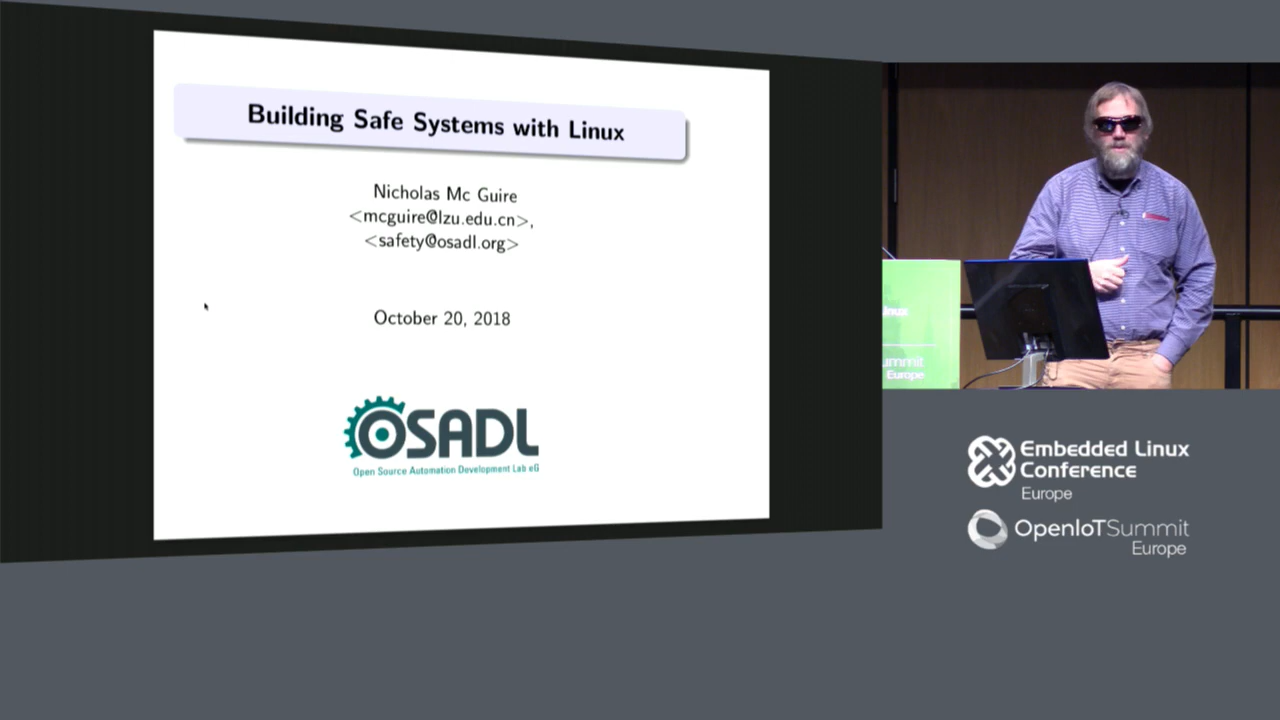 Building Safe Systems with Linux
Nicholas Mc Guire
<mcguire@lzu.edu.cn>,
<safety@osadl.org>
October 20, 2018
OSADL
Open Source Automation Development Lab eG
Europe
Embedded Linux
Conference
Europe
OpenIoTSummit
Europe